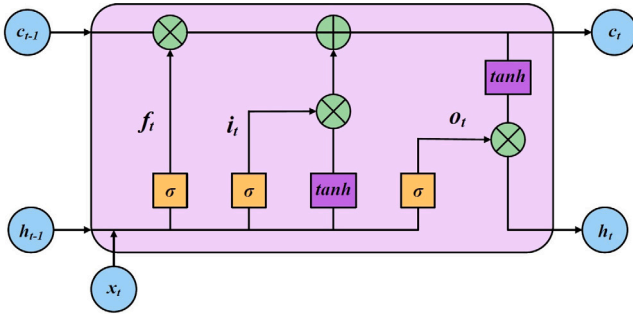 c_{t-1}
c_t
tanh
f_t
i_t
o_t
σ
σ
tanh
σ
h_{t-1}
h_t
x_t